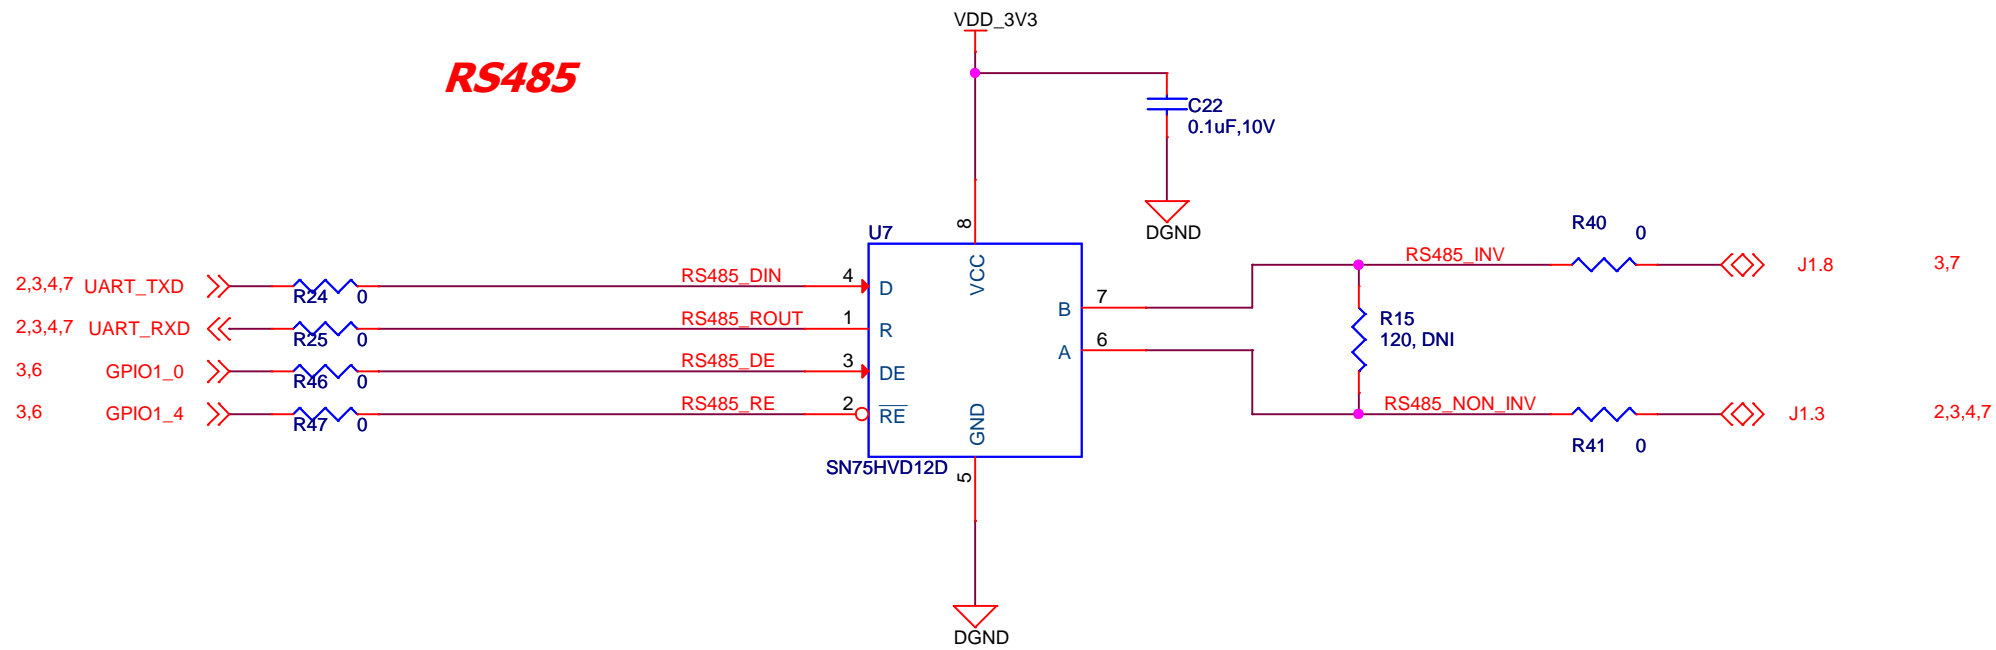 VDD_3V3
RS485
C22
0.1uF,10V
DGND
R40
0
U7
8
VCC
2,3,4,7 UART_TXD
R24 0
RS485_DIN
4
D
2,3,4,7 UART_RXD
R25 0
RS485_ROUT
1
R
3,6 GPIO1_0
R46 0
RS485_DE
3
DE
3,6 GPIO1_4
R47 0
RS485_RE
2
RE
B
7
A
6
GND
5
SN75HVD12D
RS485_INV
J1.8
3,7
R15
120, DNI
RS485_NON_INV
J1.3
2,3,4,7
R41 0
DGND